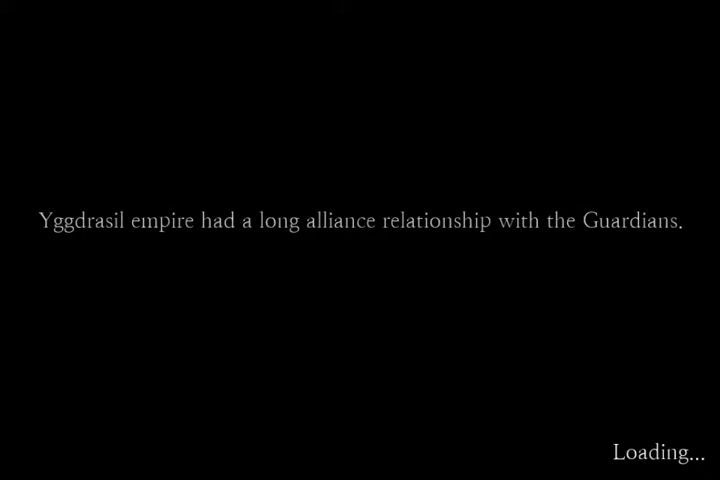 Yggdrasil empire had a long alliance relationship with the Guardians.
Loading...